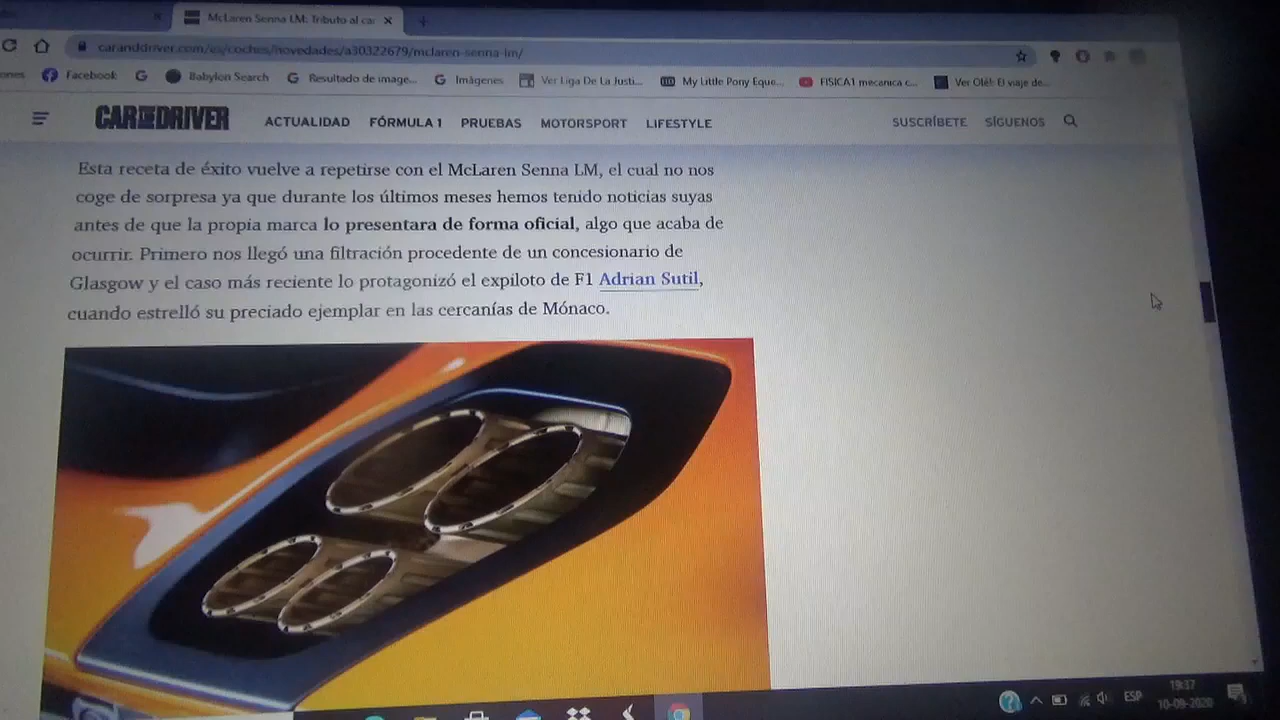 McLaren Senna LM: Tributo al ca
caranddriver.com/es/coches/novedades/a30322679/mclaren-senna-lm/
ones
Facebook
Babylon Search
Resultado de image...
Imágenes
Ver Liga De La Justi...
My Little Pony Eque...
FISICA1 mecanica c...
Ver Olé!: El viaje de...
CAR AND DRIVER
ACTUALIDAD FÓRMULA 1 PRUEBAS MOTORSPORT LIFESTYLE
SUSCRÍBETE SÍGUENOS
Esta receta de éxito vuelve a repetirse con el McLaren Senna LM, el cual no nos
coge de sorpresa ya que durante los últimos meses hemos tenido noticias suyas
antes de que la propia marca lo presentara de forma oficial, algo que acaba de
ocurrir. Primero nos llegó una filtración procedente de un concesionario de
Glasgow y el caso más reciente lo protagonizó el expiloto de F1 Adrian Sutil,
cuando estrelló su preciado ejemplar en las cercanías de Mónaco.
ESP
19:37
10-09-2020